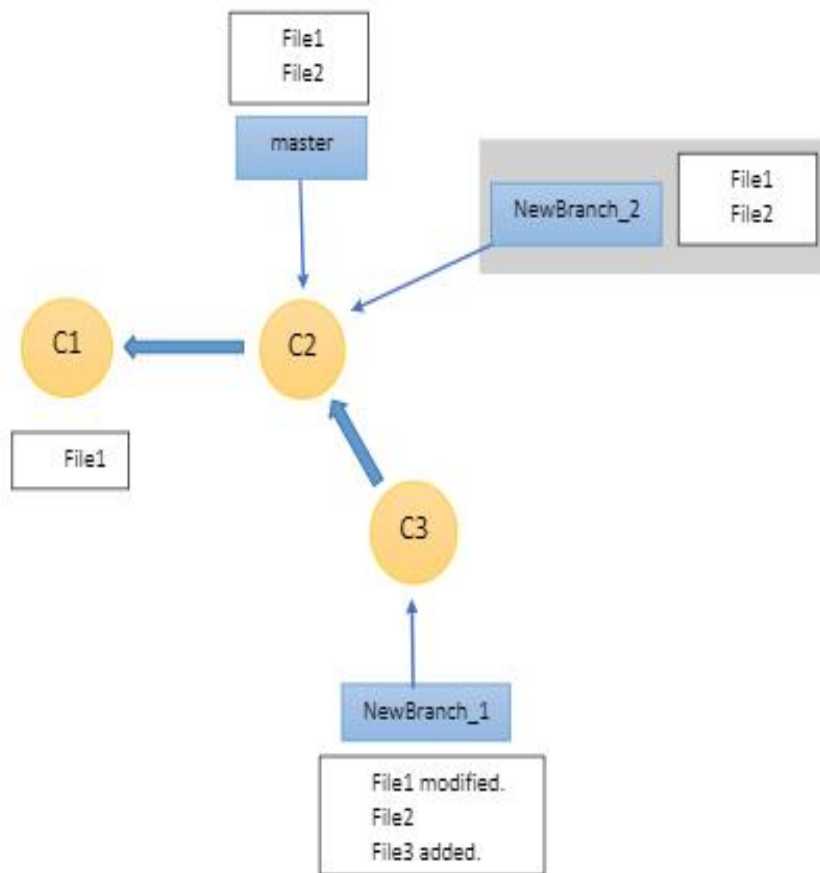 File1
File2
master
NewBranch_2
File1
File2
C1
C2
File1
C3
NewBranch_1
File1 modified.
File2
File3 added.